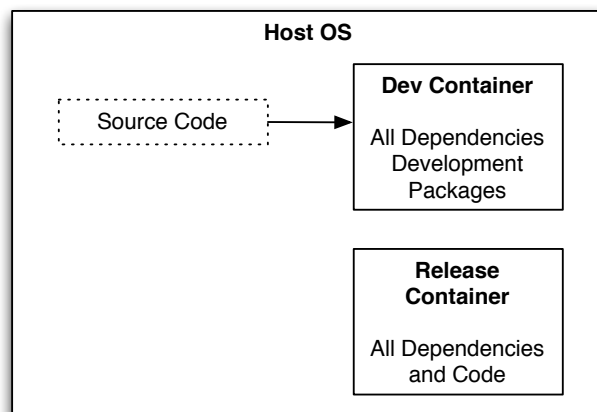 Host OS
Source Code
Dev Container
All Dependencies
Development
Packages
Release
Container
All Dependencies
and Code